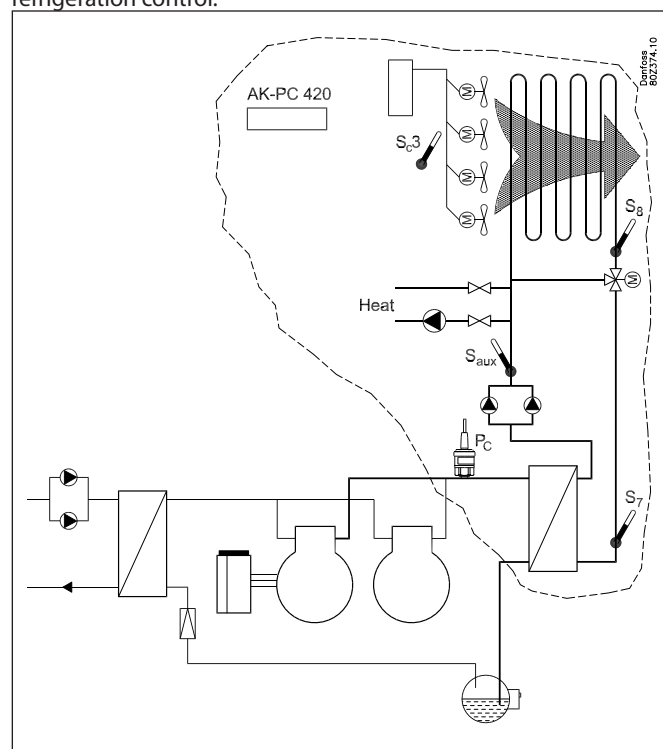 refrigeration control.
Danfoss
80Z374.10
AK-PC 420
M
Sc3
M
M
M
S8
M
Heat
Saux
Pc
S7